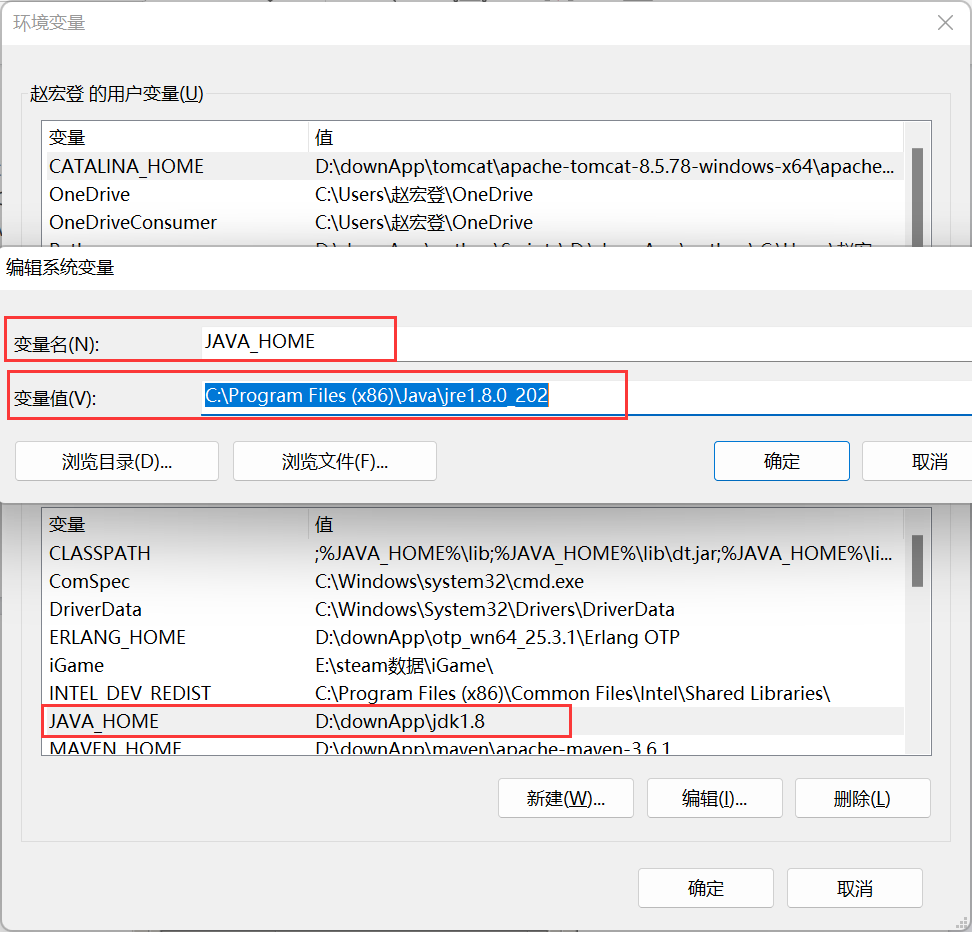 环境变量
赵宏登 的用户变量(U)
变量 值
CATALINA_HOME D:\downApp\tomcat\apache-tomcat-8.5.78-windows-x64\apache...
OneDrive C:\Users\赵宏登\OneDrive
OneDriveConsumer C:\Users\赵宏登\OneDrive
编辑系统变量
变量名(N): JAVA_HOME
变量值(V): C:\Program Files (x86)\Java\jre1.8.0_202
浏览目录(D)... 浏览文件(F)... 确定 取消
变量 值
CLASSPATH ;%JAVA_HOME%\lib;%JAVA_HOME%\lib\dt.jar;%JAVA_HOME%\li...
ComSpec C:\Windows\system32\cmd.exe
DriverData C:\Windows\System32\Drivers\DriverData
ERLANG_HOME D:\downApp\otp_wn64_25.3.1\Erlang OTP
iGame E:\steam数据\iGame\
INTEL_DEV_REDIST C:\Program Files (x86)\Common Files\Intel\Shared Libraries\
JAVA_HOME D:\downApp\jdk1.8
MAVEN_HOME D:\downApp\maven\apache-maven-3.6.1
新建(W)... 编辑(I)... 删除(L)
确定 取消